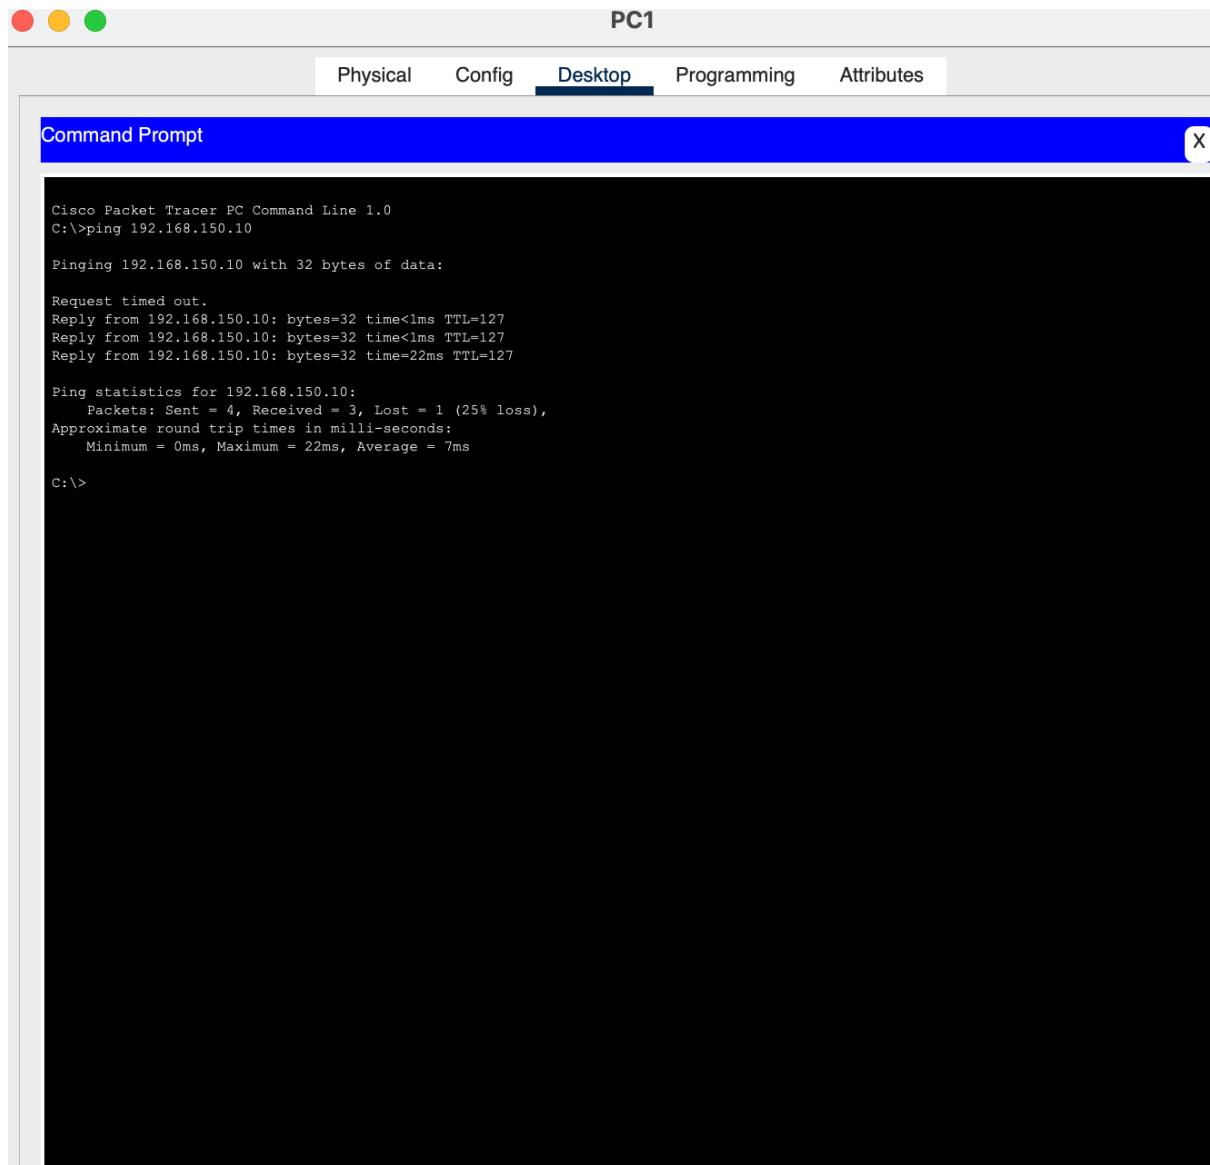 PC1
Physical Config Desktop Programming Attributes
Command Prompt
X
Cisco Packet Tracer PC Command Line 1.0
C:\>ping 192.168.150.10
Pinging 192.168.150.10 with 32 bytes of data:
Request timed out.
Reply from 192.168.150.10: bytes=32 time<1ms TTL=127
Reply from 192.168.150.10: bytes=32 time<1ms TTL=127
Reply from 192.168.150.10: bytes=32 time=22ms TTL=127
Ping statistics for 192.168.150.10:
Packets: Sent = 4, Received = 3, Lost = 1 (25% loss),
Approximate round trip times in milli-seconds:
Minimum = 0ms, Maximum = 22ms, Average = 7ms
C:\>